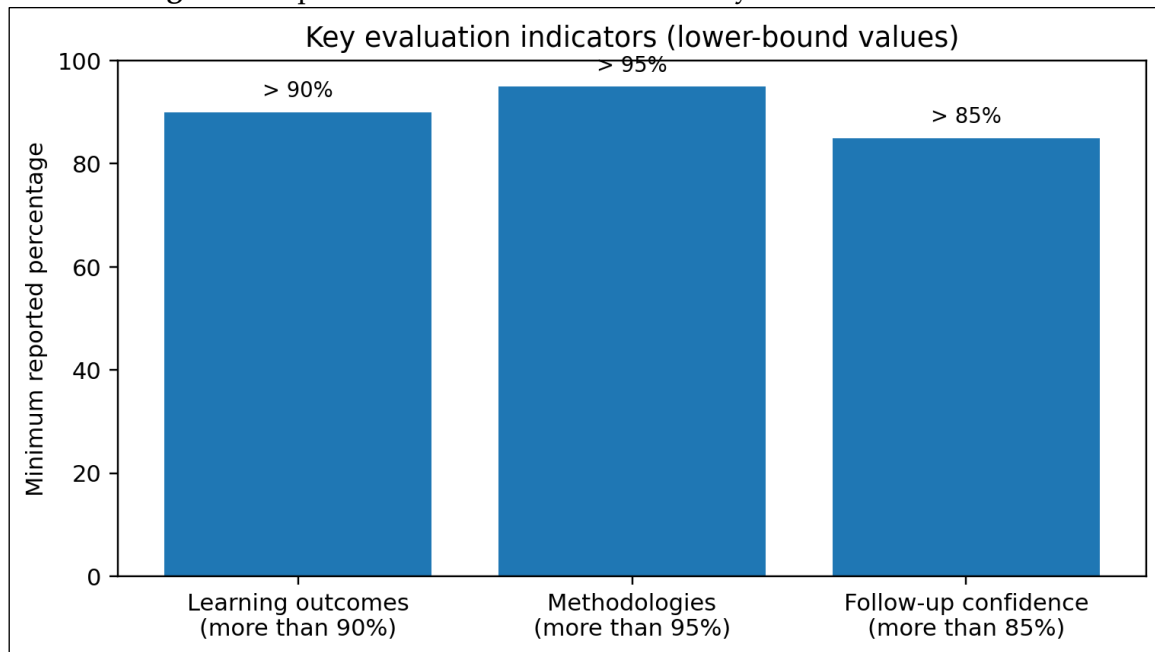 Key evaluation indicators (lower-bound values)
Minimum reported percentage
100
80
60
40
20
0
> 90%
> 95%
> 85%
Learning outcomes
(more than 90%)
Methodologies
(more than 95%)
Follow-up confidence
(more than 85%)